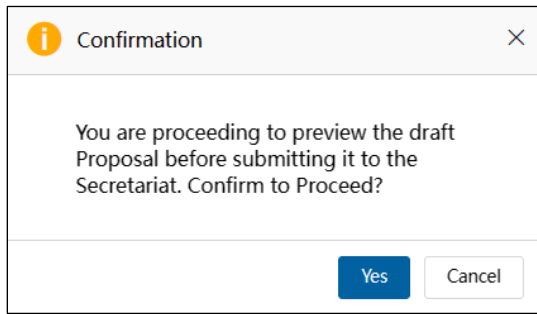 Confirmation
You are proceeding to preview the draft
Proposal before submitting it to the
Secretariat. Confirm to Proceed?
Yes
Cancel